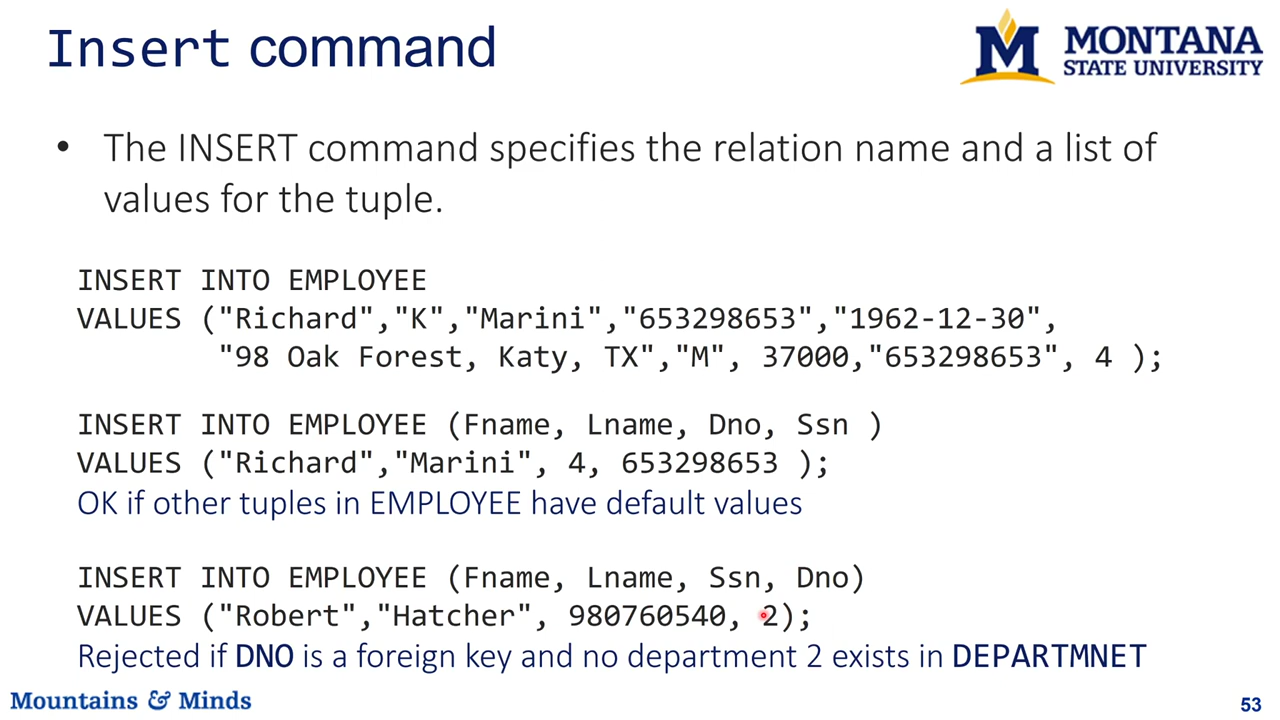 Insert command
MONTANA
STATE UNIVERSITY
• The INSERT command specifies the relation name and a list of
values for the tuple.
INSERT INTO EMPLOYEE
VALUES ("Richard","K","Marini","653298653","1962-12-30",
"98 Oak Forest, Katy, TX","M", 37000,"653298653", 4 );
INSERT INTO EMPLOYEE (Fname, Lname, Dno, Ssn )
VALUES ("Richard","Marini", 4, 653298653 );
OK if other tuples in EMPLOYEE have default values
INSERT INTO EMPLOYEE (Fname, Lname, Ssn, Dno)
VALUES ("Robert","Hatcher", 980760540, 2);
Rejected if DNO is a foreign key and no department 2 exists in DEPARTMNET
Mountains & Minds
53